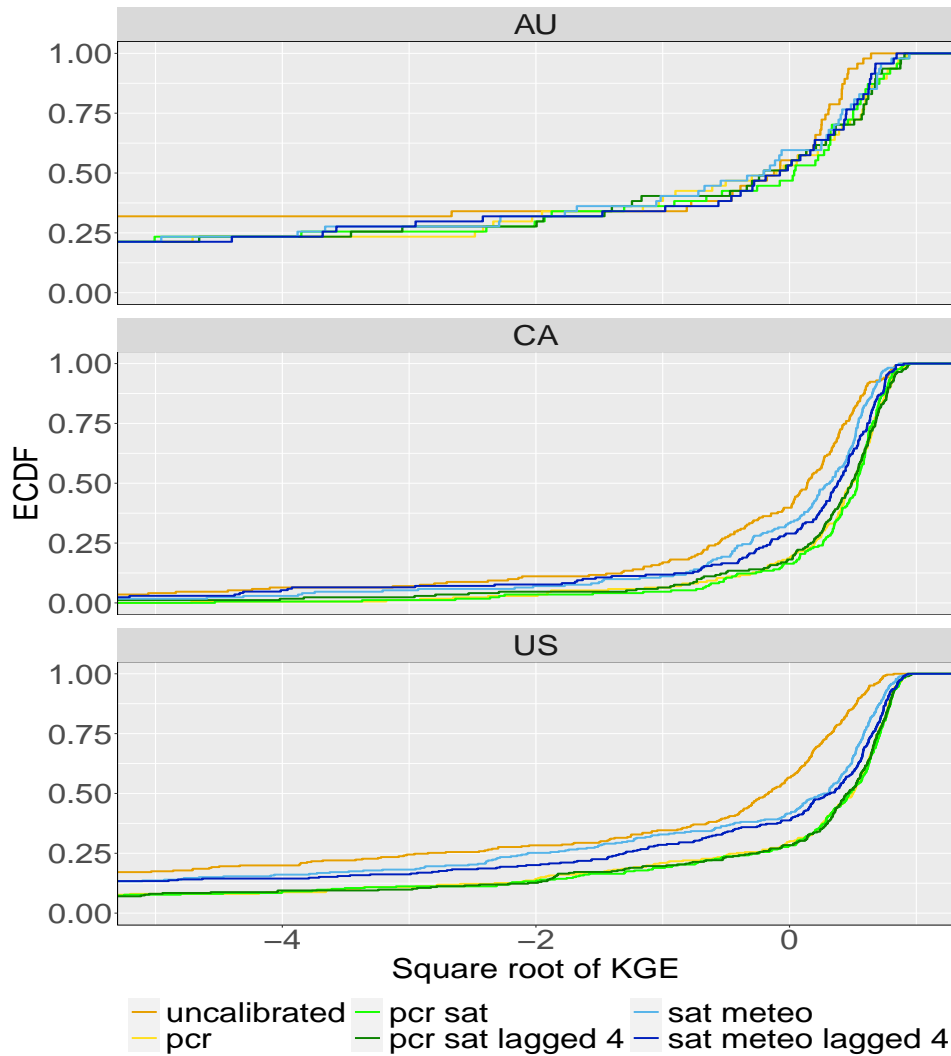 AU
1.00
0.75
0.50
0.25
0.00
CA
1.00
0.75
0.50
0.25
0.00
ECDF
US
1.00
0.75
0.50
0.25
0.00
−4 −2 0
Square root of KGE
uncalibrated pcr sat sat meteo
pcr pcr sat lagged 4 sat meteo lagged 4